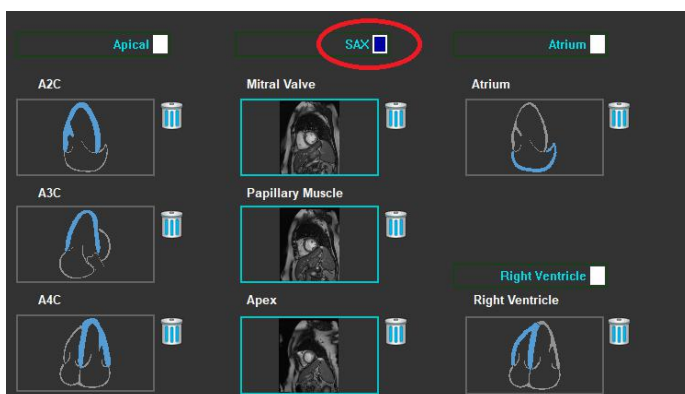 Apical
SAX
Atrium
A2C
Mitral Valve
Atrium
A3C
Papillary Muscle
Right Ventricle
A4C
Apex
Right Ventricle